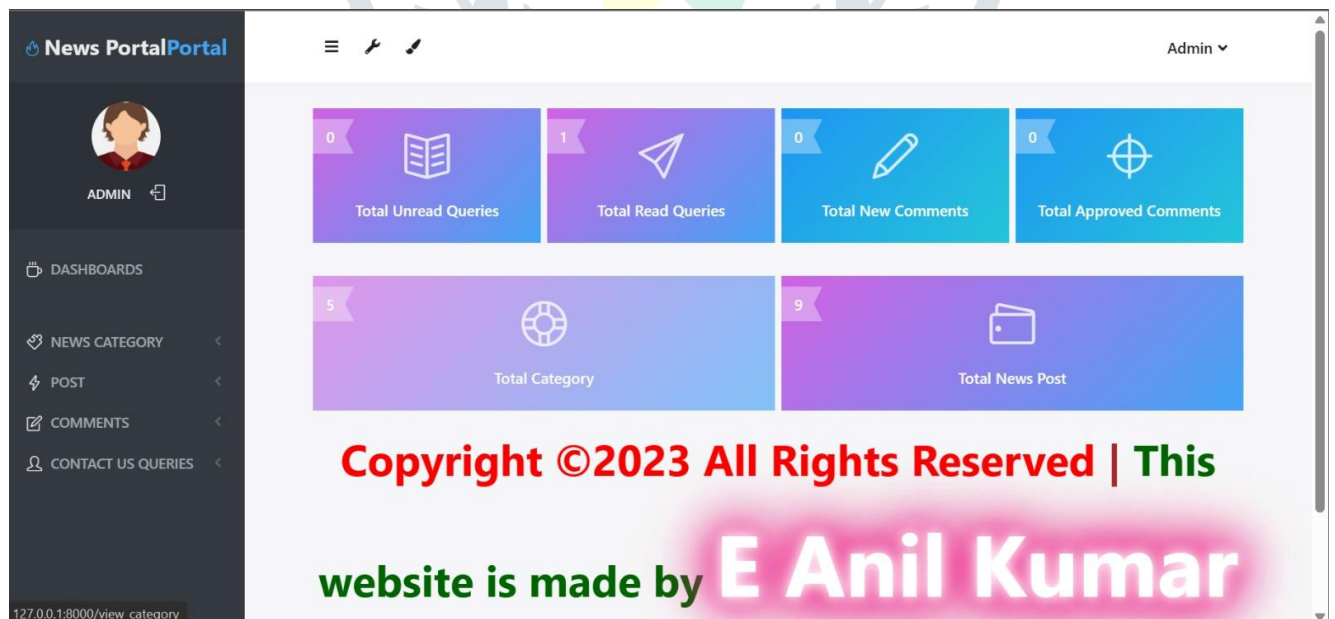 News PortalPortal
Admin
ADMIN
DASHBOARDS
NEWS CATEGORY
POST
COMMENTS
CONTACT US QUERIES
0
Total Unread Queries
1
Total Read Queries
0
Total New Comments
0
Total Approved Comments
5
Total Category
9
Total News Post
Copyright ©2023 All Rights Reserved | This
website is made by E Anil Kumar
127.0.0.1:8000/view_category